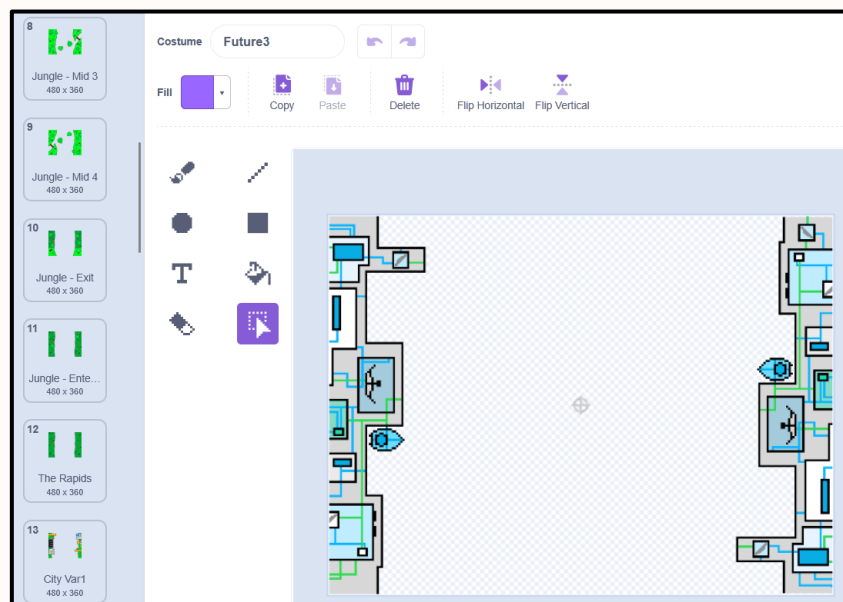 8
Jungle - Mid 3
480 x 360
9
Jungle - Mid 4
480 x 360
10
Jungle - Exit
480 x 360
11
Jungle - Ente...
480 x 360
12
The Rapids
480 x 360
13
City Var1
480 x 360
Costume Future3
Fill
Copy Paste Delete Flip Horizontal Flip Vertical
T